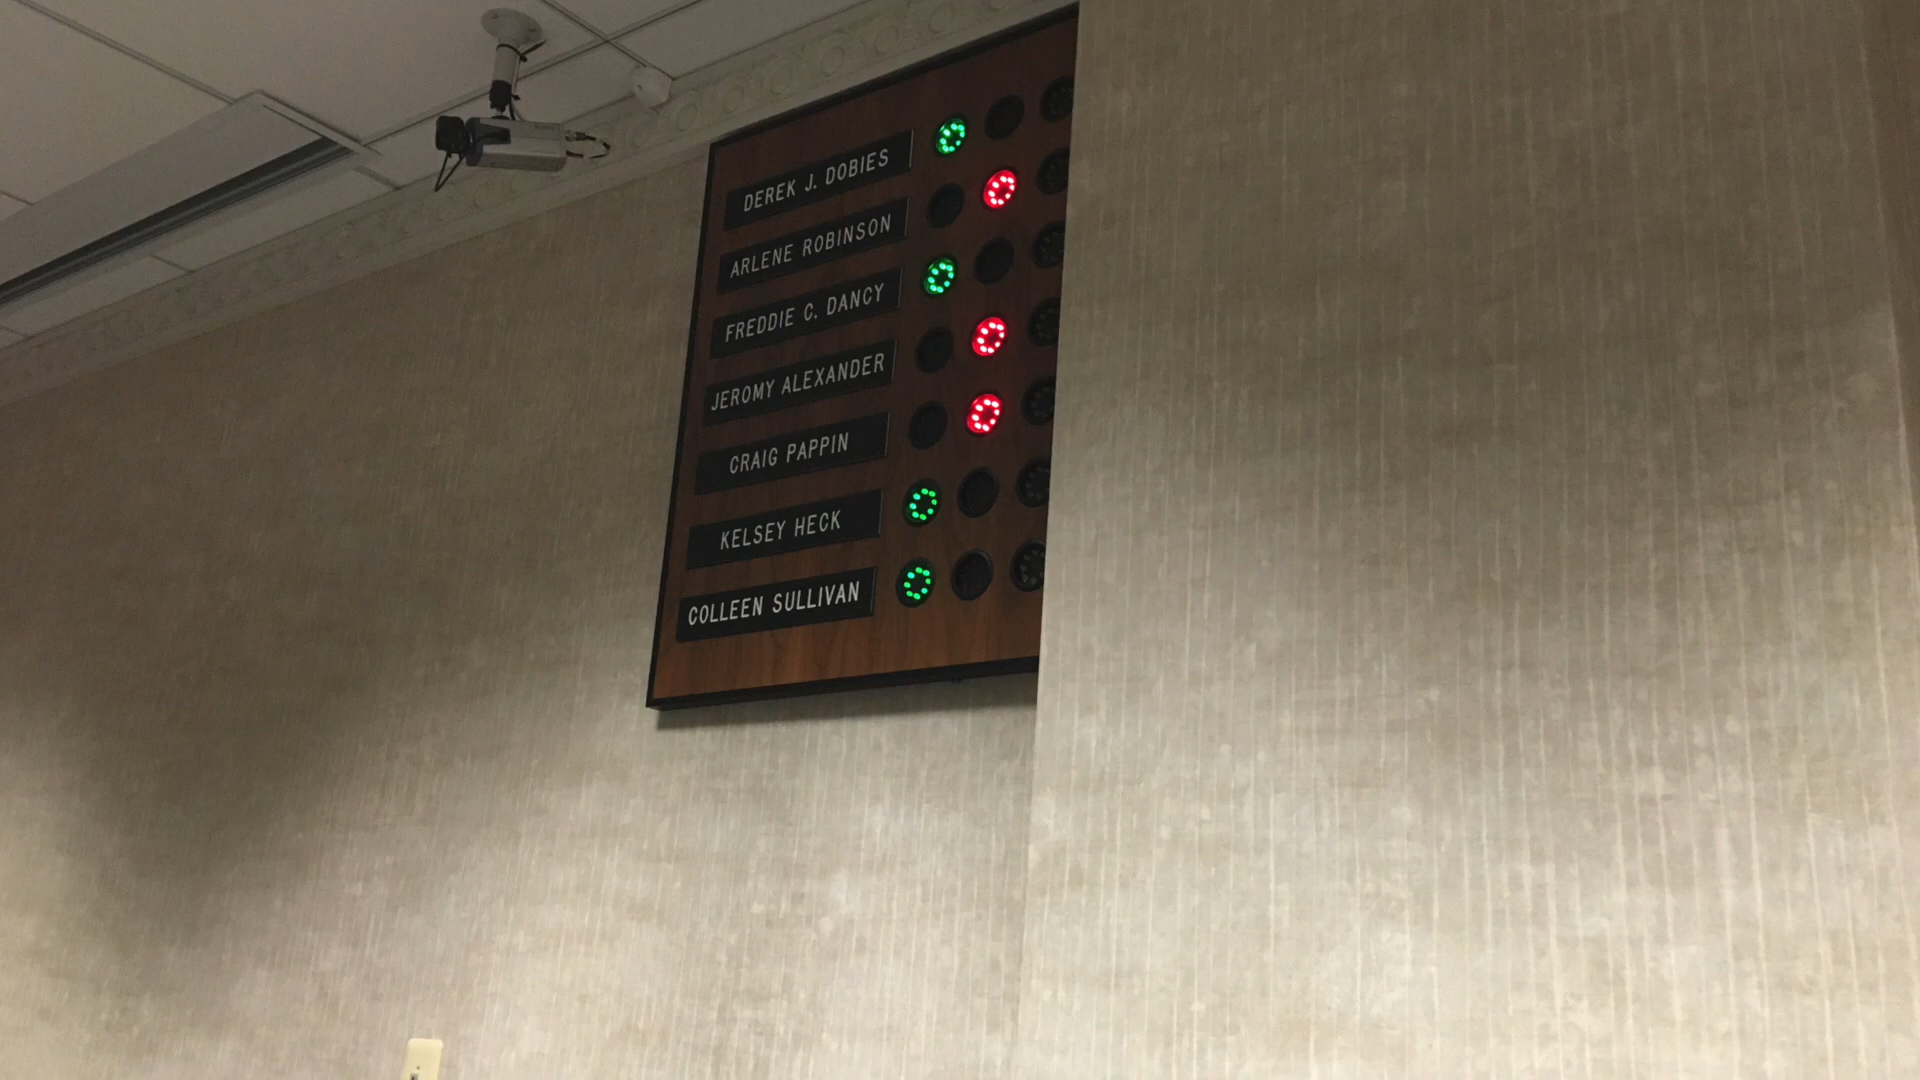 DEREK J. DOBIES
ARLENE ROBINSON
FREDDIE C. DANCY
JEROMY ALEXANDER
CRAIG PAPPIN
KELSEY HECK
COLLEEN SULLIVAN